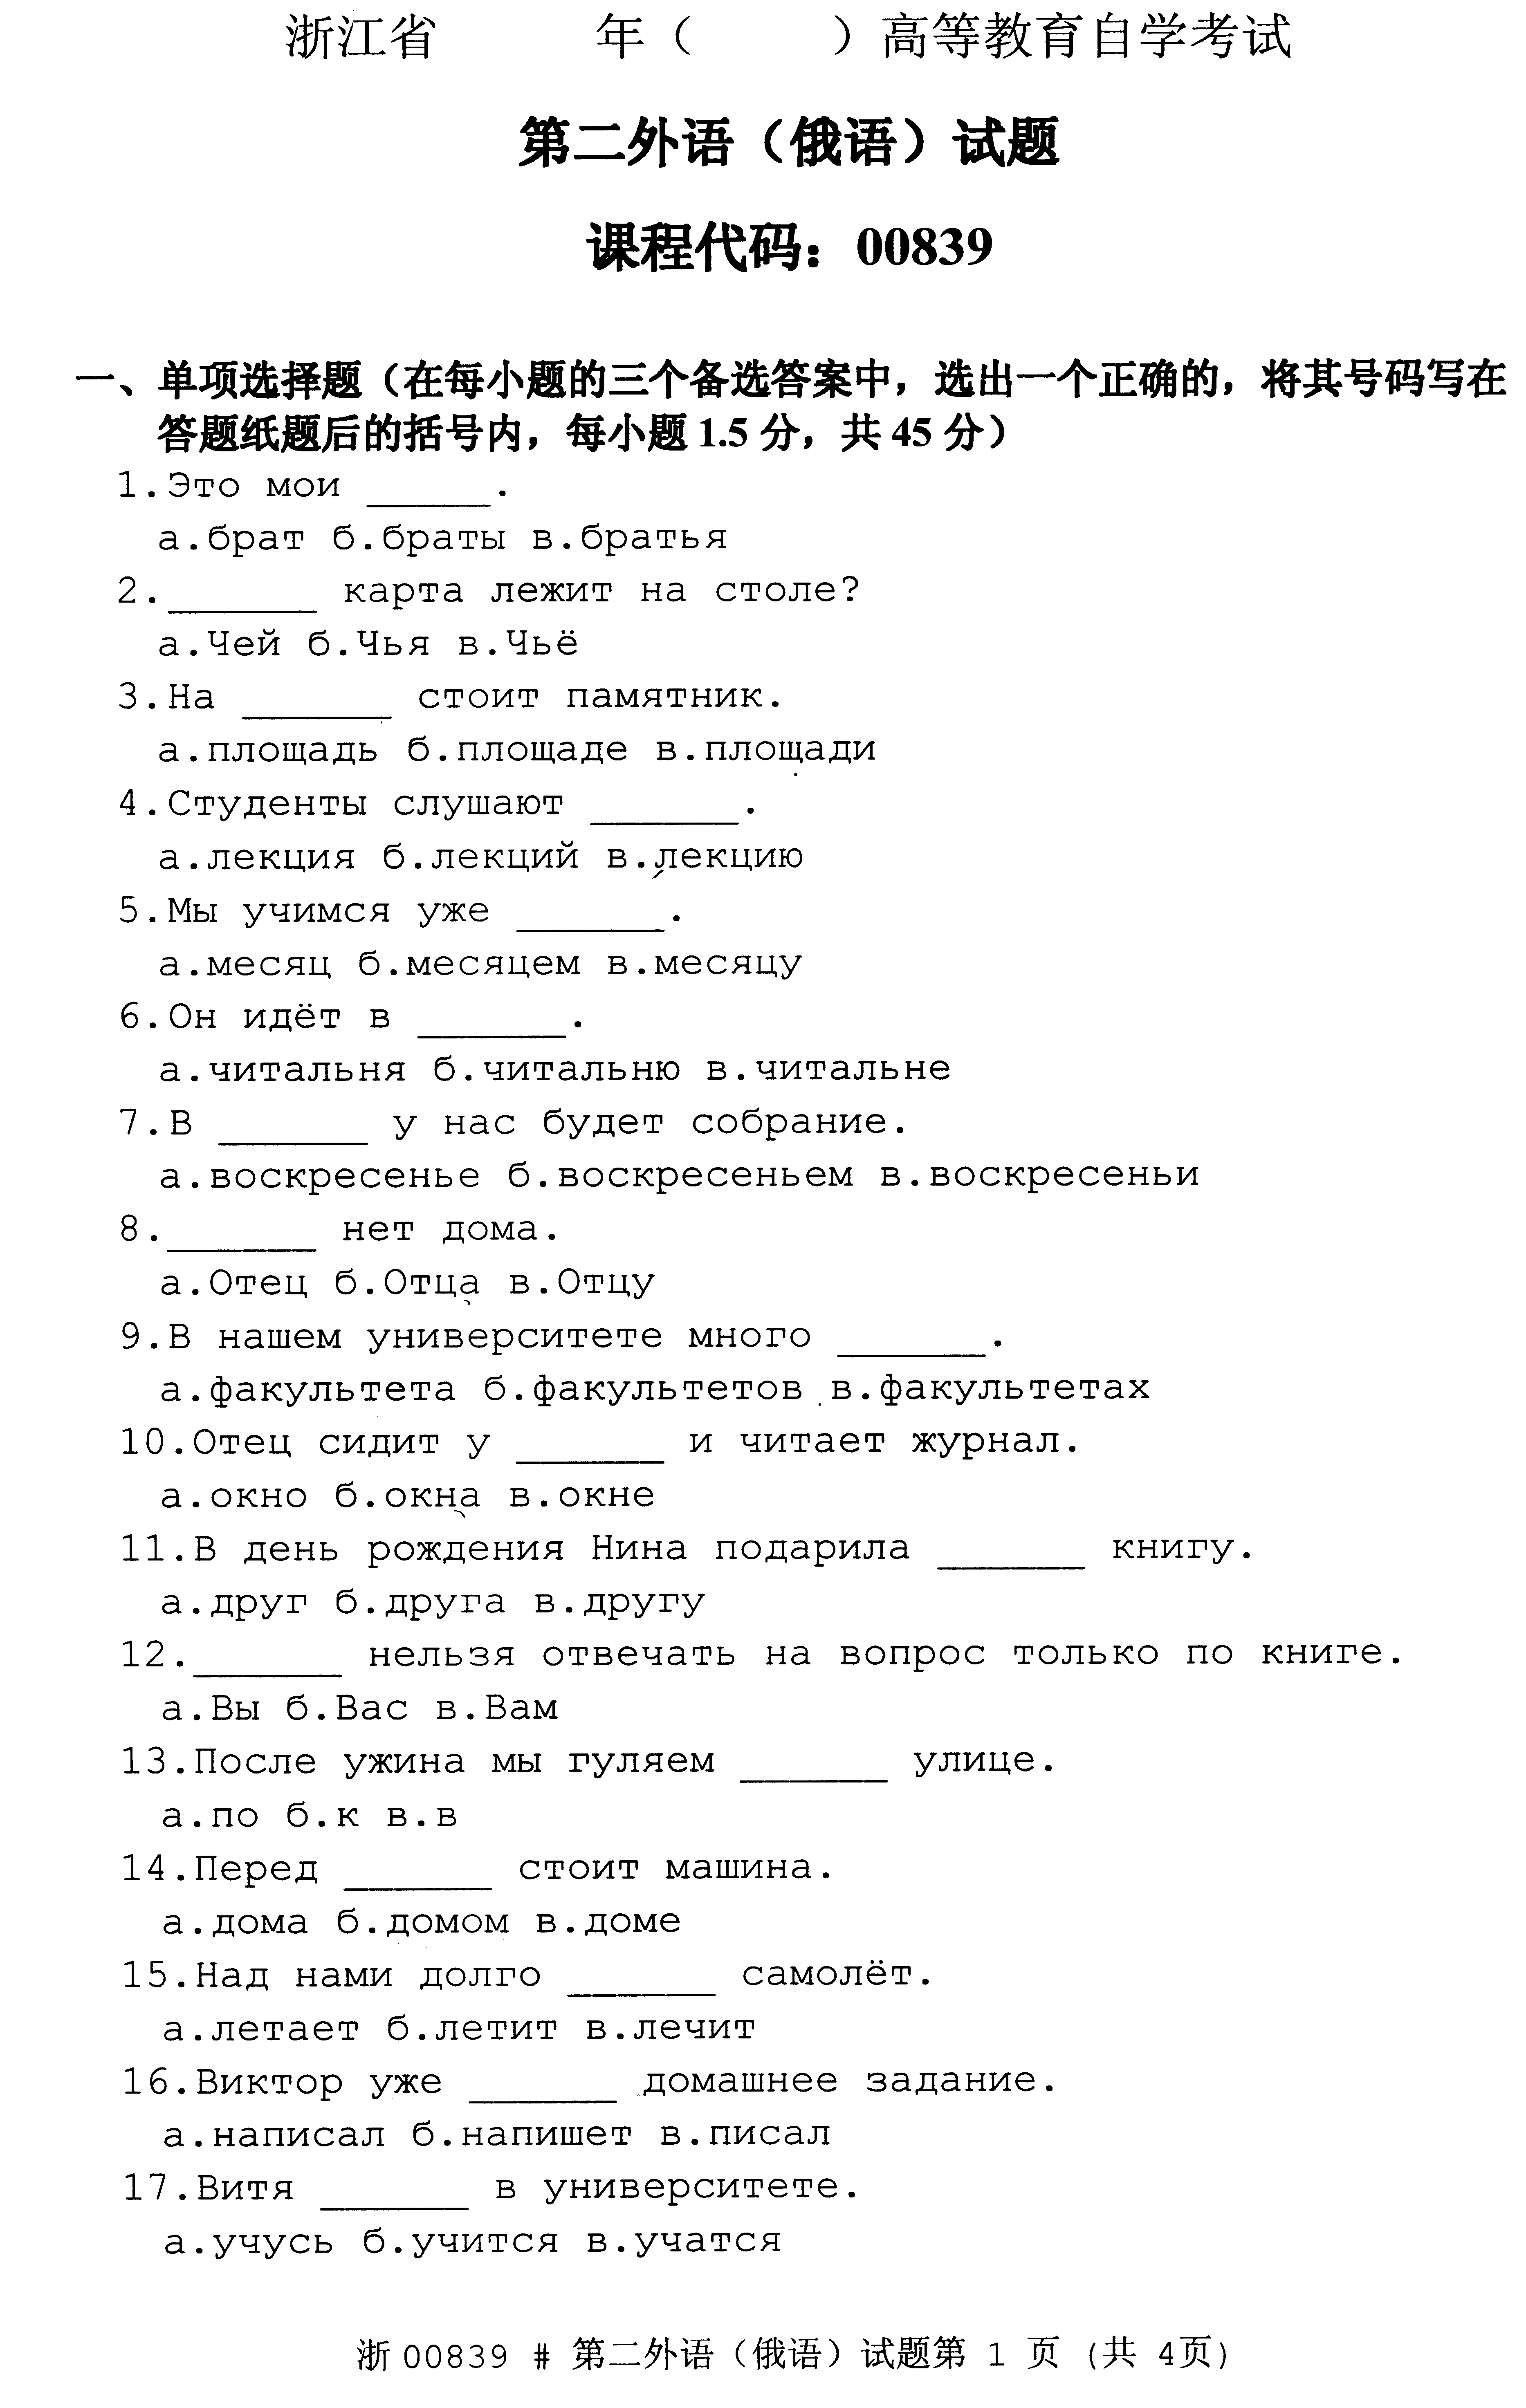 浙江省 年（ ）高等教育自学考试
第二外语（俄语）试题
课程代码：00839
一、单项选择题（在每小题的三个备选答案中，选出一个正确的，将其号码写在
答题纸题后的括号内，每小题1.5分，共45分）
1.Это мои _____.
а.брат б.браты в.братья
2.______ карта лежит на столе?
а.Чей б.Чья в.Чьё
3.На ______ стоит памятник.
а.площадь б.площаде в.площади
4.Студенты слушают ______.
а.лекция б.лекций в.лекцию
5.Мы учимся уже ______.
а.месяц б.месяцем в.месяцу
6.Он идёт в ______.
а.читальня б.читальню в.читальне
7.В ______ у нас будет собрание.
а.воскресенье б.воскресеньем в.воскресеньи
8.______ нет дома.
а.Отец б.Отца в.Отцу
9.В нашем университете много ______.
а.факультета б.факультетов в.факультетах
10.Отец сидит у ______ и читает журнал.
а.окно б.окна в.окне
11.В день рождения Нина подарила ______ книгу.
а.друг б.друга в.другу
12.______ нельзя отвечать на вопрос только по книге.
а.Вы б.Вас в.Вам
13.После ужина мы гуляем ______ улице.
а.по б.к в.в
14.Перед ______ стоит машина.
а.дома б.домом в.доме
15.Над нами долго ______ самолёт.
а.летает б.летит в.лечит
16.Виктор уже ______ домашнее задание.
а.написал б.напишет в.писал
17.Витя ______ в университете.
а.учусь б.учится в.учатся
浙00839 # 第二外语（俄语）试题第 1 页 (共 4页)